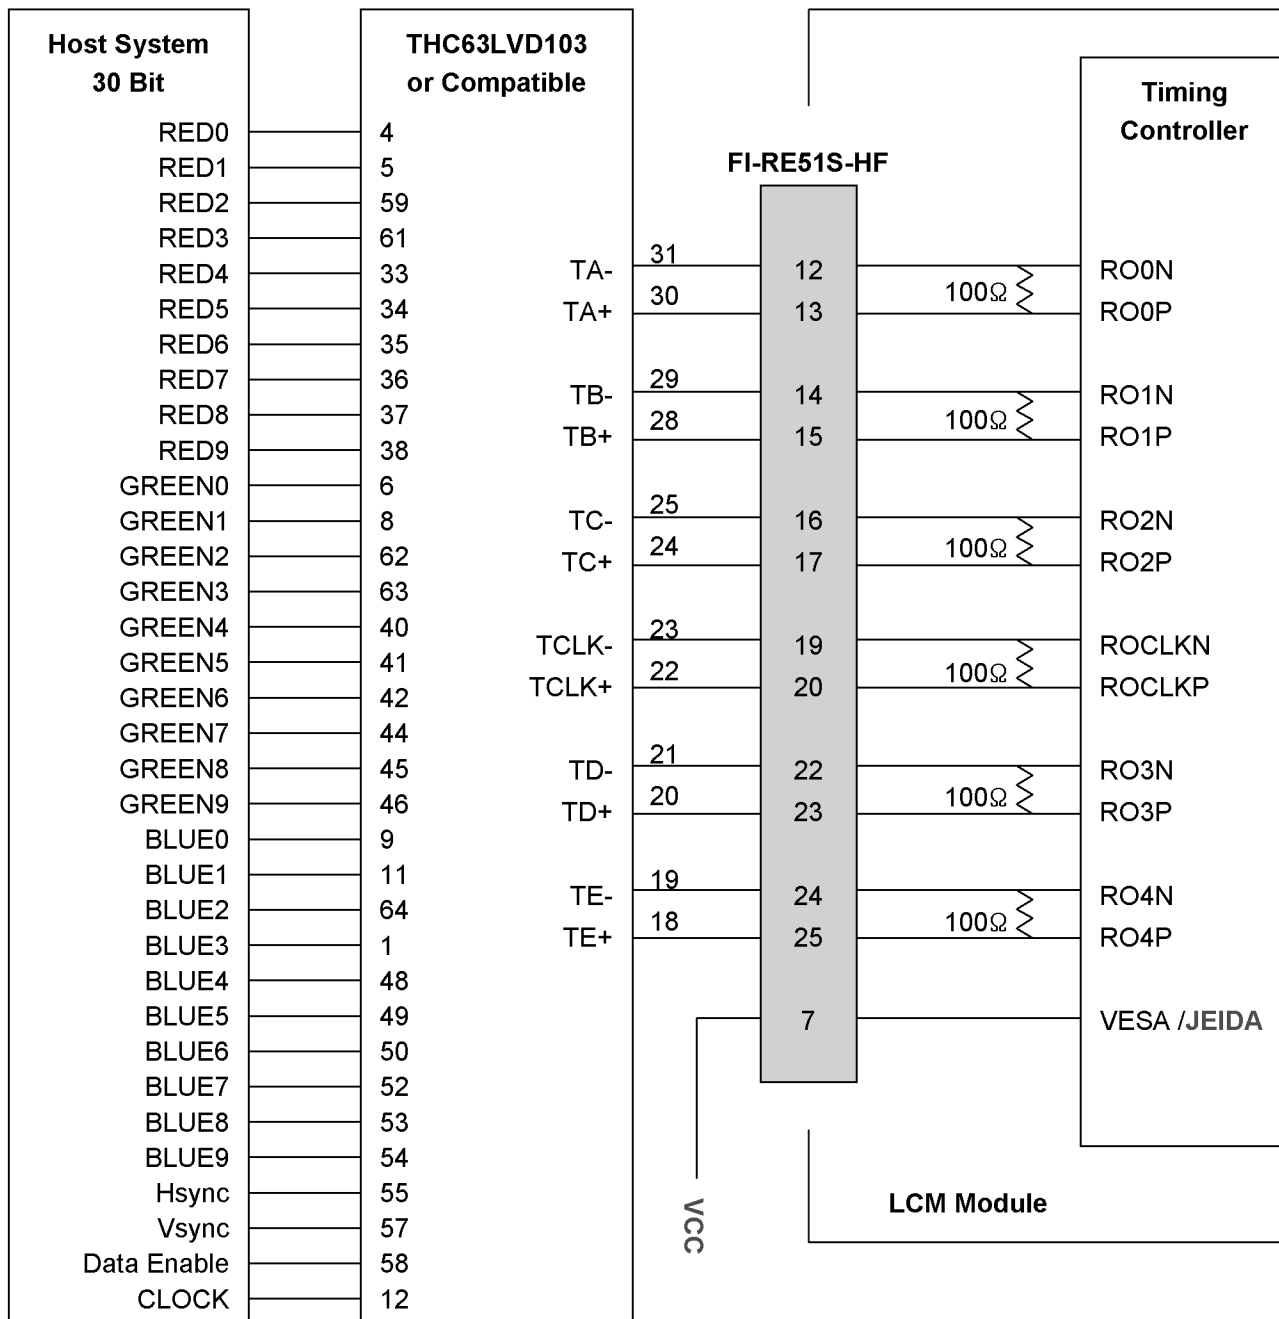 Host System
30 Bit
RED0
RED1
RED2
RED3
RED4
RED5
RED6
RED7
RED8
RED9
GREEN0
GREEN1
GREEN2
GREEN3
GREEN4
GREEN5
GREEN6
GREEN7
GREEN8
GREEN9
BLUE0
BLUE1
BLUE2
BLUE3
BLUE4
BLUE5
BLUE6
BLUE7
BLUE8
BLUE9
Hsync
Vsync
Data Enable
CLOCK
THC63LVD103
or Compatible
4
5
59
61
33
34
35
36
37
38
6
8
62
63
40
41
42
44
45
46
9
11
64
1
48
49
50
52
53
54
55
57
58
12
TA-
TA+
TB-
TB+
TC-
TC+
TCLK-
TCLK+
TD-
TD+
TE-
TE+
31
30
29
28
25
24
23
22
21
20
19
18
VCC
FI-RE51S-HF
12
13
14
15
16
17
19
20
22
23
24
25
7
100Ω
100Ω
100Ω
100Ω
100Ω
100Ω
Timing
Controller
RO0N
RO0P
RO1N
RO1P
RO2N
RO2P
ROCLKN
ROCLKP
RO3N
RO3P
RO4N
RO4P
VESA /JEIDA
LCM Module